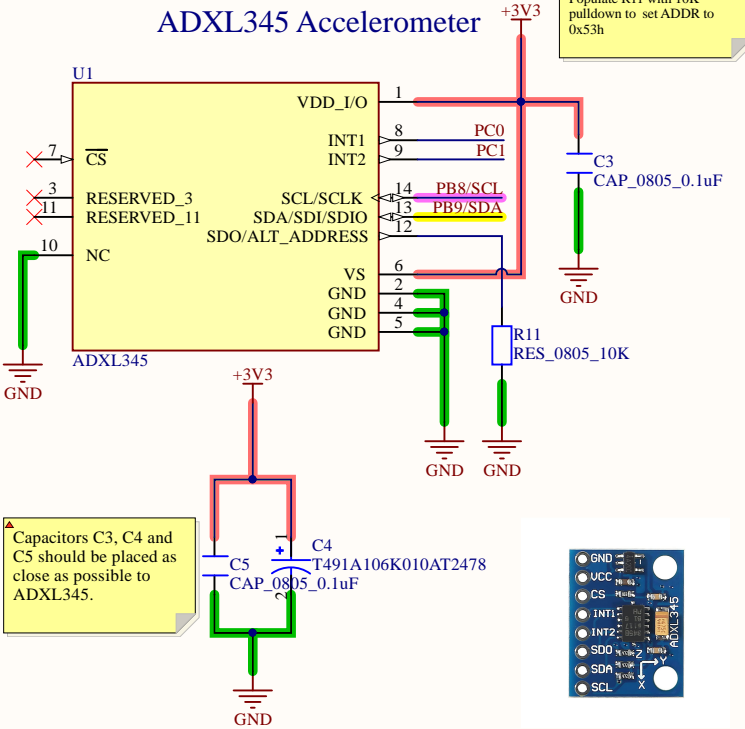 ADXL345 Accelerometer
+3V3
pulldown to set ADDR to
0x53h
U1
VDD_I/O
1
INT1
8
PC0
INT2
9
PC1
7
CS
3
RESERVED_3
11
RESERVED_11
10
NC
SCL/SCLK
14
PB8/SCL
SDA/SDI/SDIO
13
PB9/SDA
SDO/ALT_ADDRESS
12
VS
6
GND
2
GND
4
GND
5
ADXL345
C3
CAP_0805_0.1uF
GND
R11
RES_0805_10K
GND
GND
GND
+3V3
Capacitors C3, C4 and
C5 should be placed as
close as possible to
ADXL345.
C5
CAP_0805_0.1uF
1
+
2
C4
T491A106K010AT2478
GND
GND
VCC
CS
INT1
INT2
SDO
SDA
SCL
ADXL345
Z
Y
X